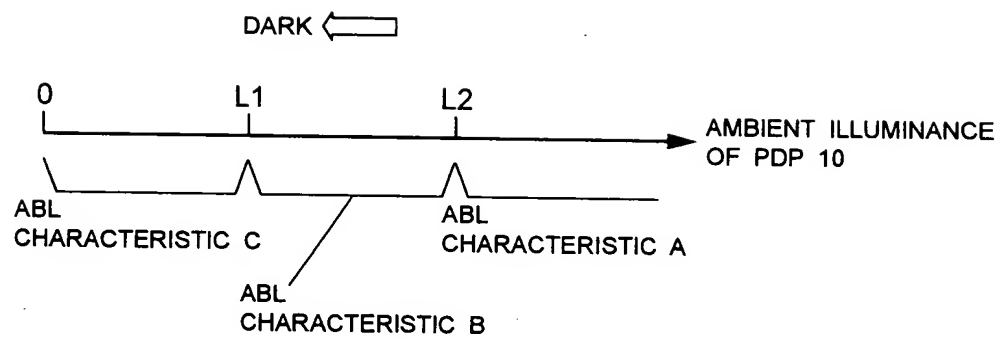 DARK
0
L1
L2
AMBIENT ILLUMINANCE
OF PDP 10
ABL
CHARACTERISTIC C
ABL
CHARACTERISTIC A
ABL
CHARACTERISTIC B